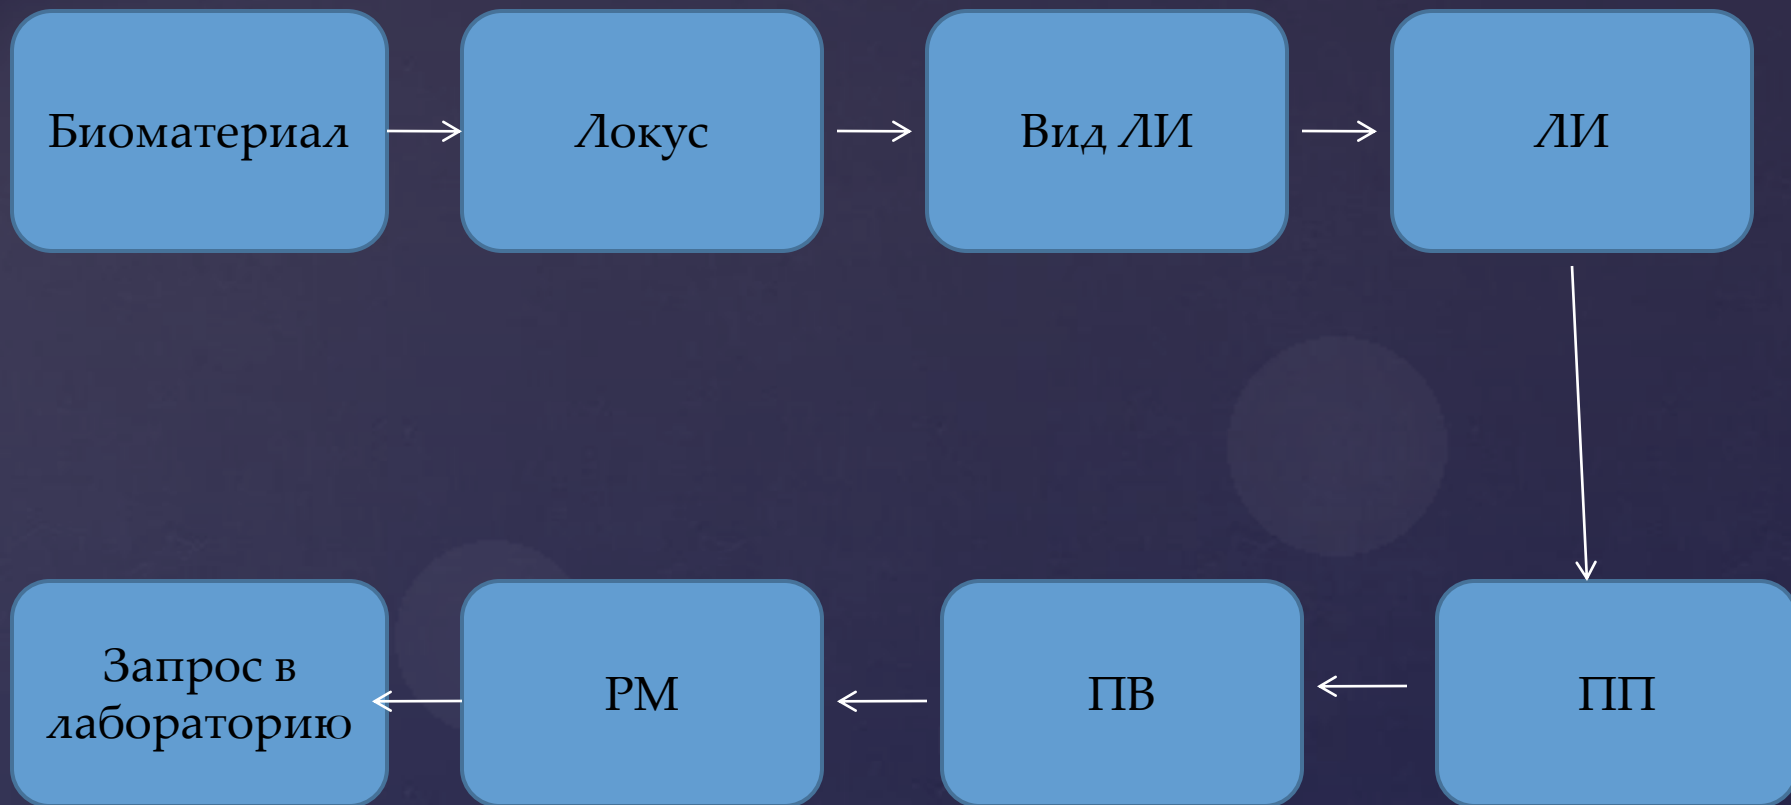 Биоматериал
Локус
Вид ЛИ
ЛИ
Запрос в
лабораторию
РМ
ПВ
ПП